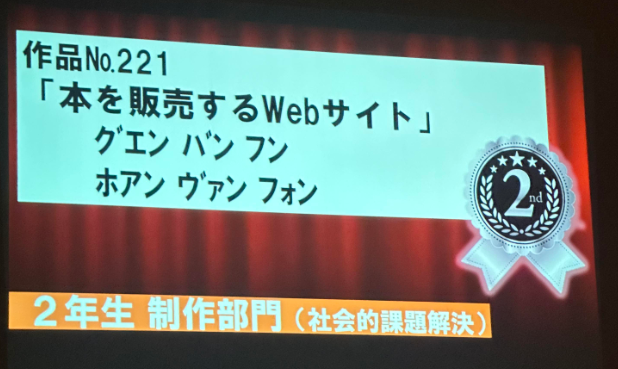 作品No.221
「本を販売するWebサイト」
グエン バン フン
ホアン ヴァン フォン
2nd
2年生 制作部門(社会的課題解決)